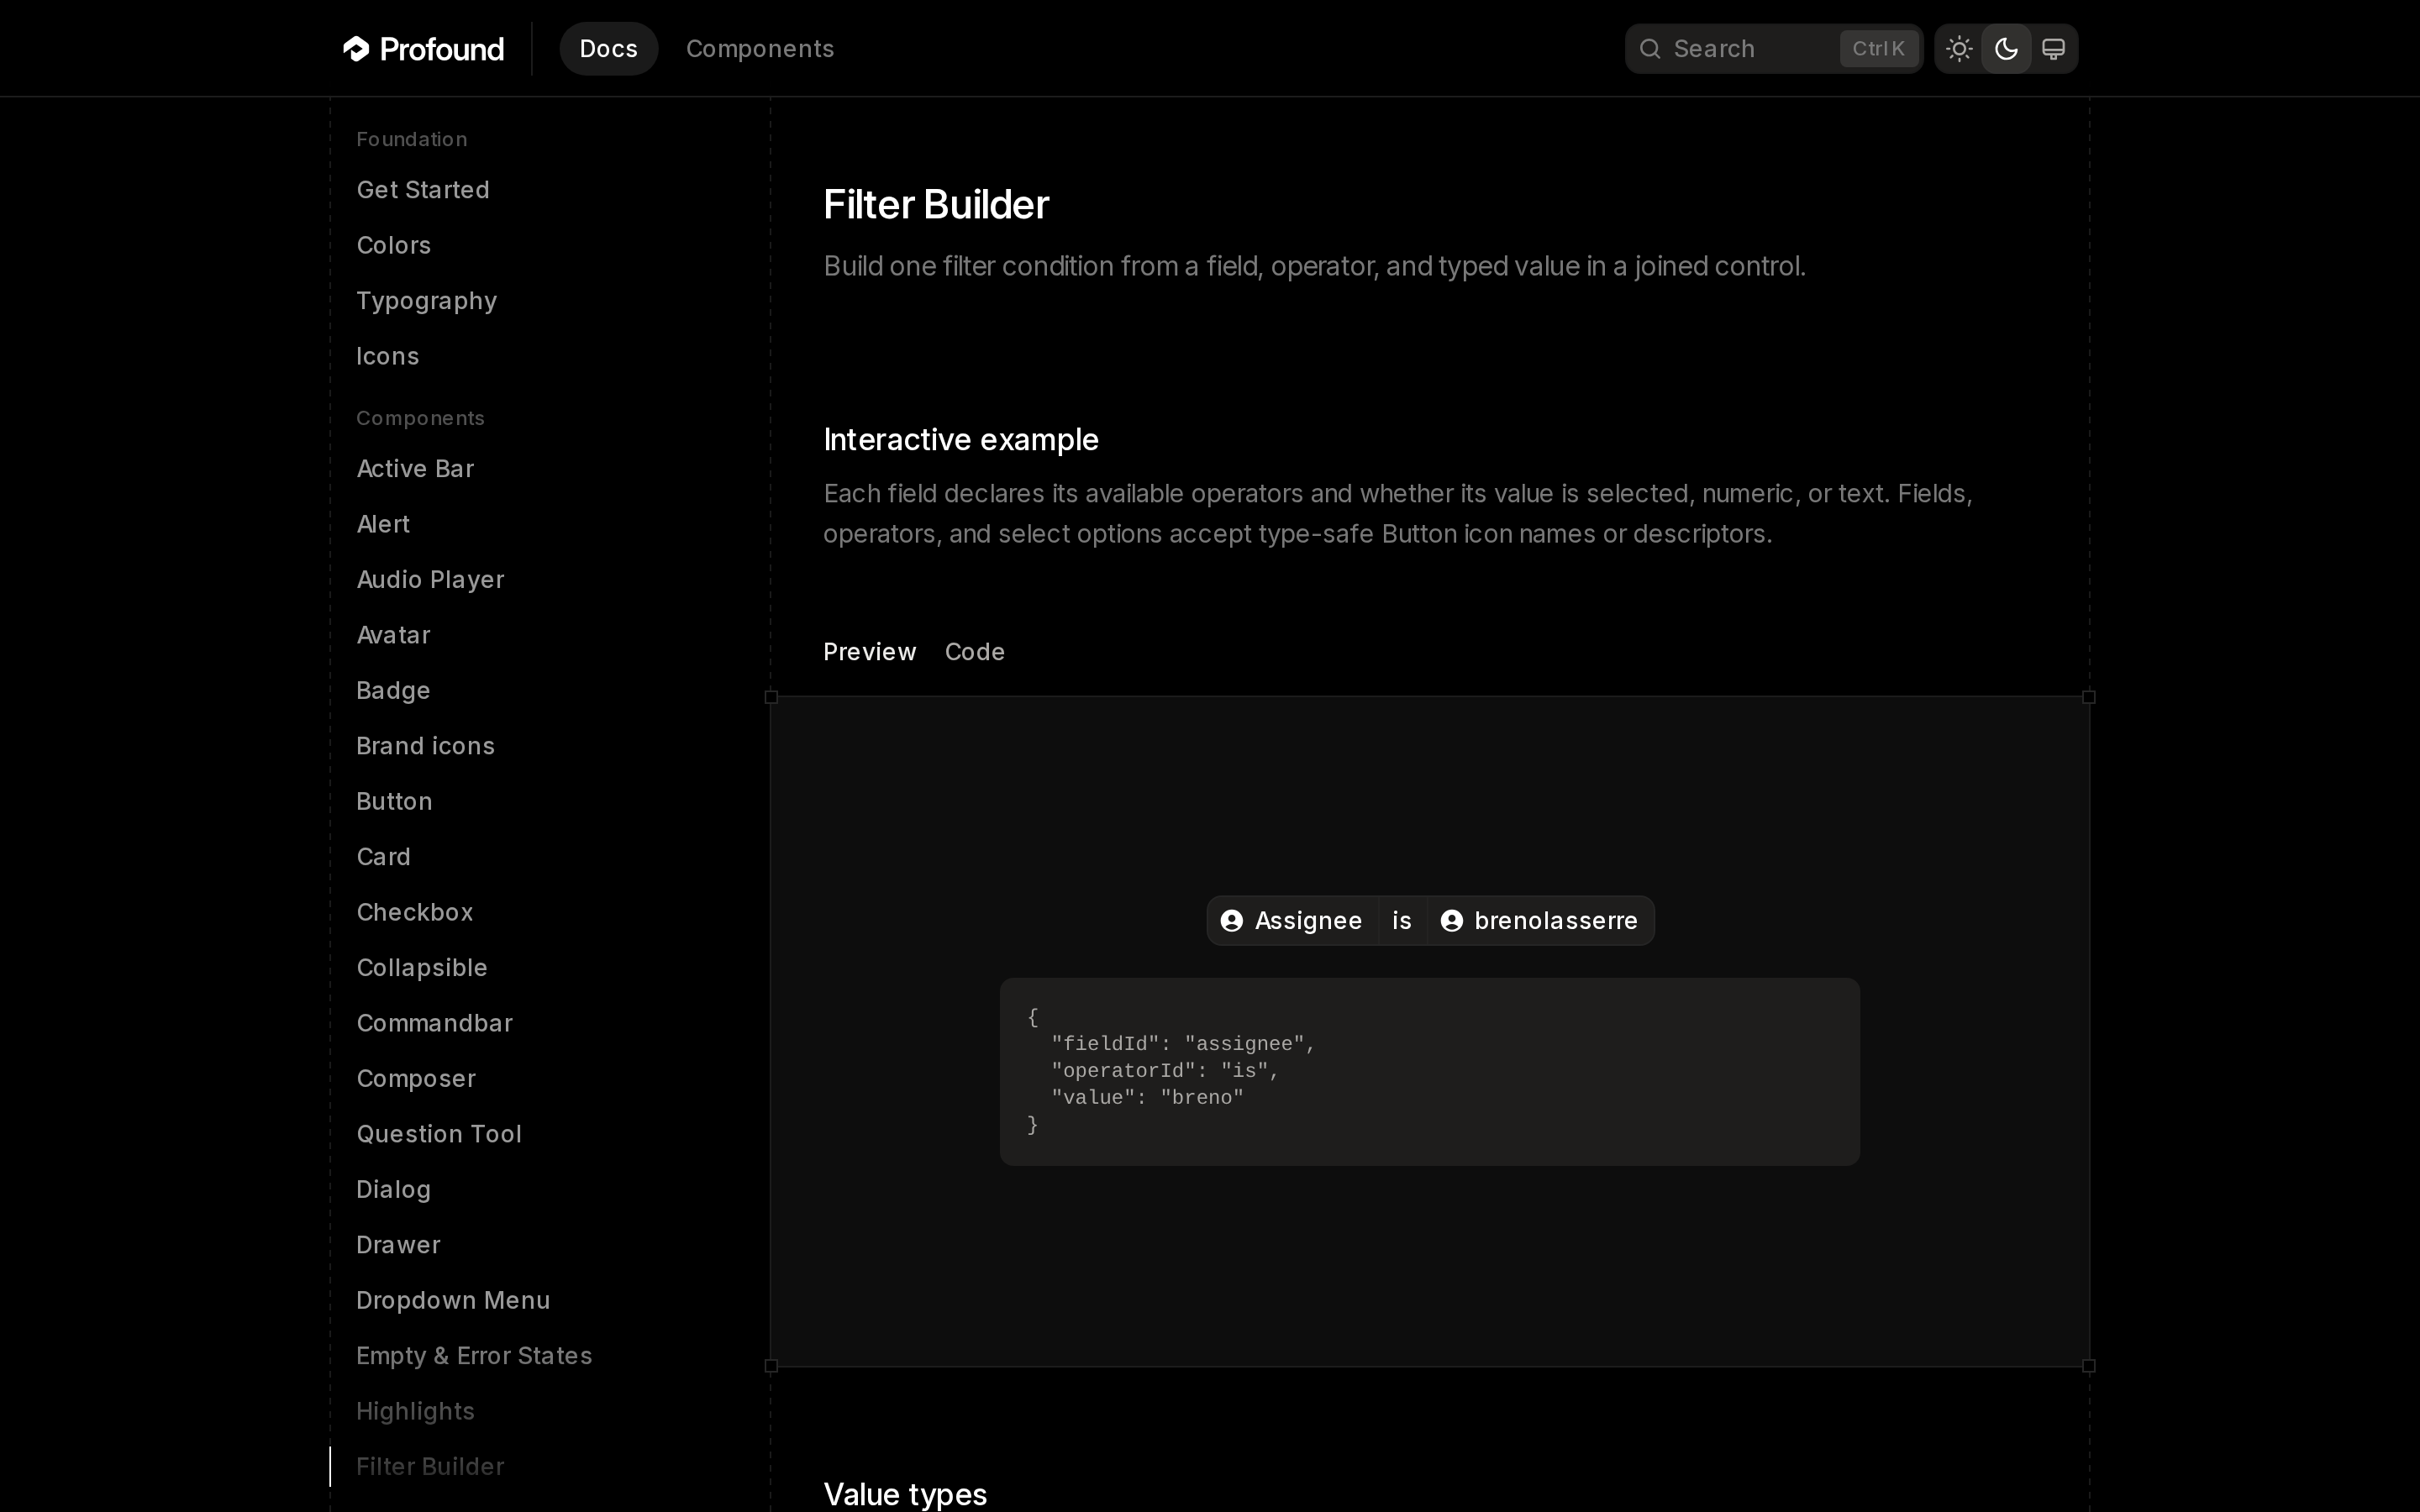 Profound
Docs
Components
Search
Ctrl K
Foundation
Get Started
Colors
Typography
Icons
Components
Active Bar
Alert
Audio Player
Avatar
Badge
Brand icons
Button
Card
Checkbox
Collapsible
Commandbar
Composer
Question Tool
Dialog
Drawer
Dropdown Menu
Empty & Error States
Highlights
Filter Builder
Filter Builder
Build one filter condition from a field, operator, and typed value in a joined control.
Interactive example
Each field declares its available operators and whether its value is selected, numeric, or text. Fields,
operators, and select options accept type-safe Button icon names or descriptors.
Preview
Code
Assignee
is
brenolasserre
{
"fieldId": "assignee",
"operatorId": "is",
"value": "breno"
}
Value types